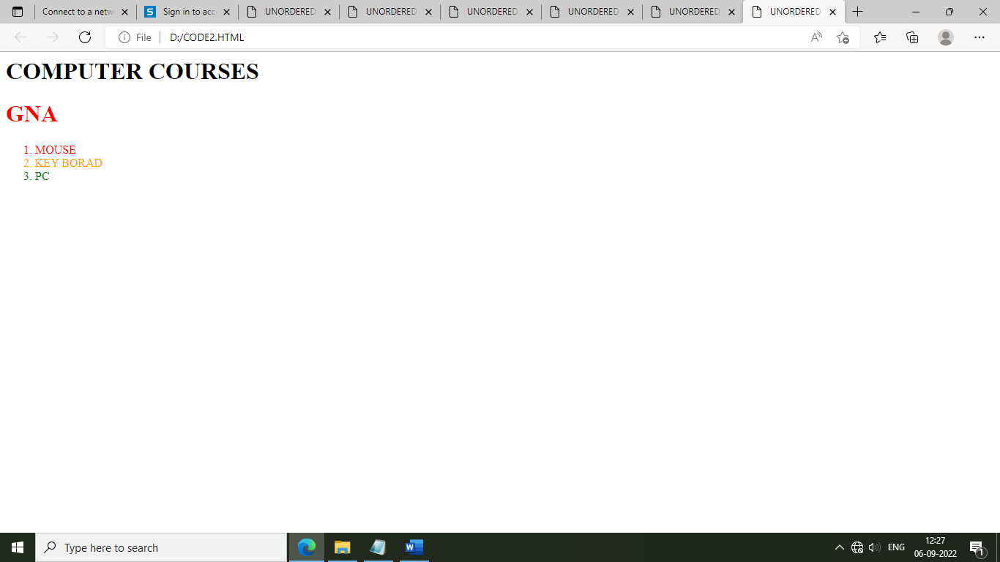 Connect to a netw
Sign in to acc
UNORDERED
UNORDERED
UNORDERED
UNORDERED
UNORDERED
UNORDERED
File
D:/CODE2.HTML
COMPUTER COURSES
GNA
1. MOUSE
2. KEY BORAD
3. PC
Type here to search
ENG
12:27
06-09-2022
1